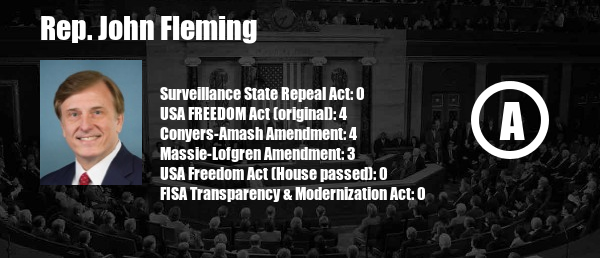 Rep. John Fleming
Surveillance State Repeal Act: 0
USA FREEDOM Act (original): 4
Conyers-Amash Amendment: 4
Massie-Lofgren Amendment: 3
USA Freedom Act (House passed): 0
FISA Transparency & Modernization Act: 0
A